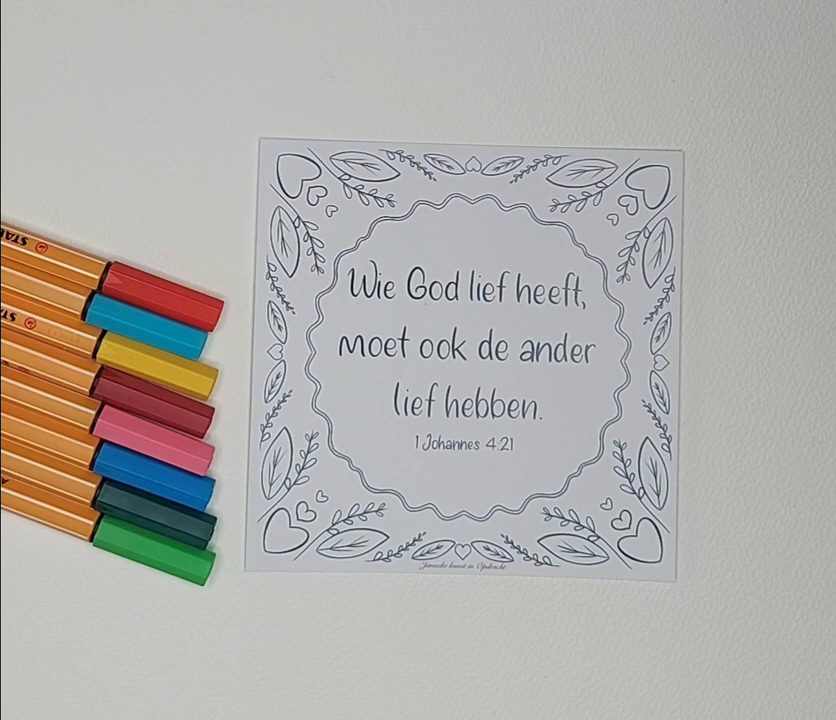 Wie God lief heeft,
moet ook de ander
lief hebben.
1 Johannes 4:21